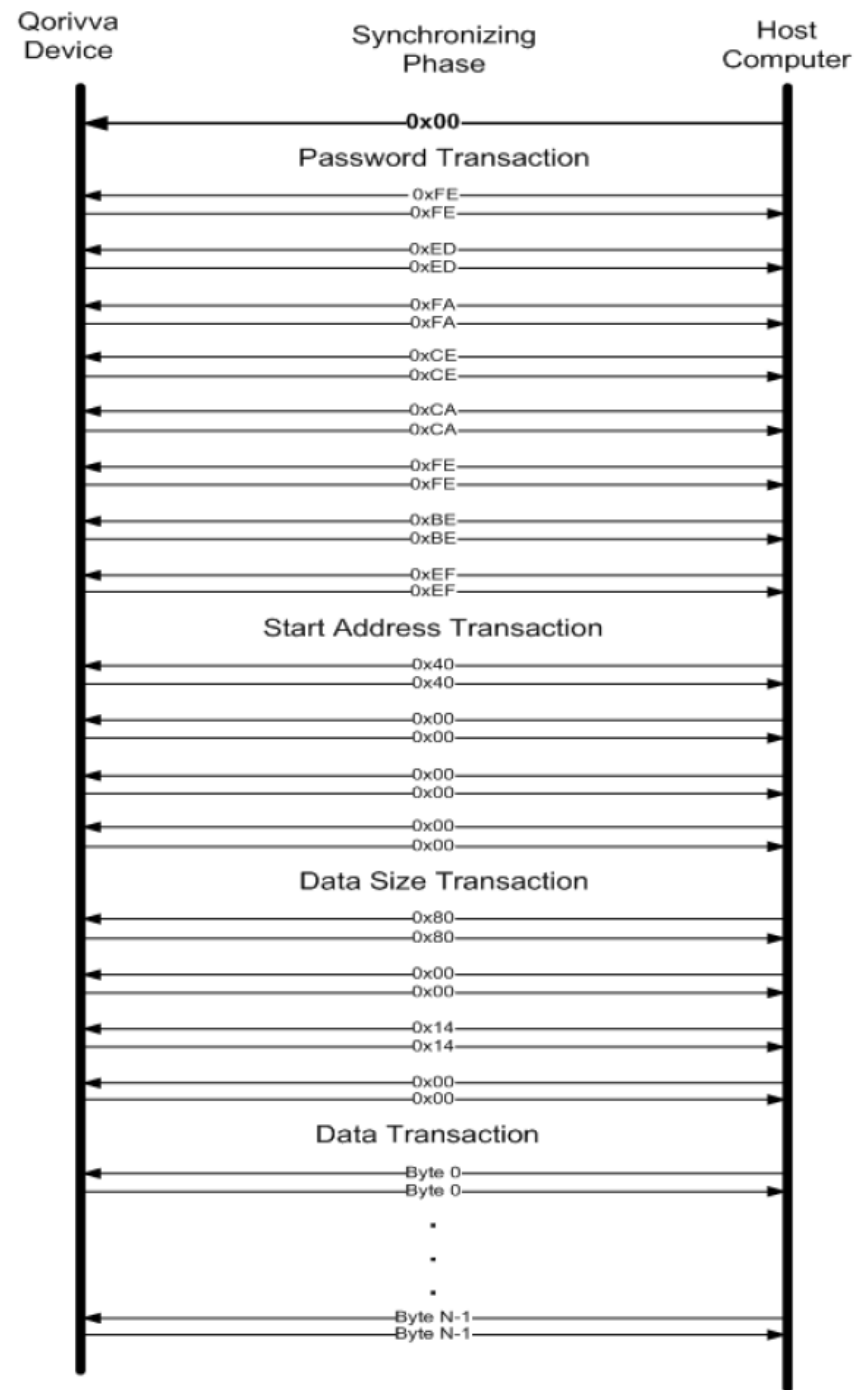 Qorivva
Device
Synchronizing
Phase
Host
Computer
0x00
Password Transaction
0xFE
0xFE
0xED
0xED
0xFA
0xFA
0xCE
0xCE
0xCA
0xCA
0xFE
0xFE
0xBE
0xBE
0xEF
0xEF
Start Address Transaction
0x40
0x40
0x00
0x00
0x00
0x00
0x00
0x00
Data Size Transaction
0x80
0x80
0x00
0x00
0x14
0x14
0x00
0x00
Data Transaction
Byte 0
Byte 0
.
.
.
Byte N-1
Byte N-1